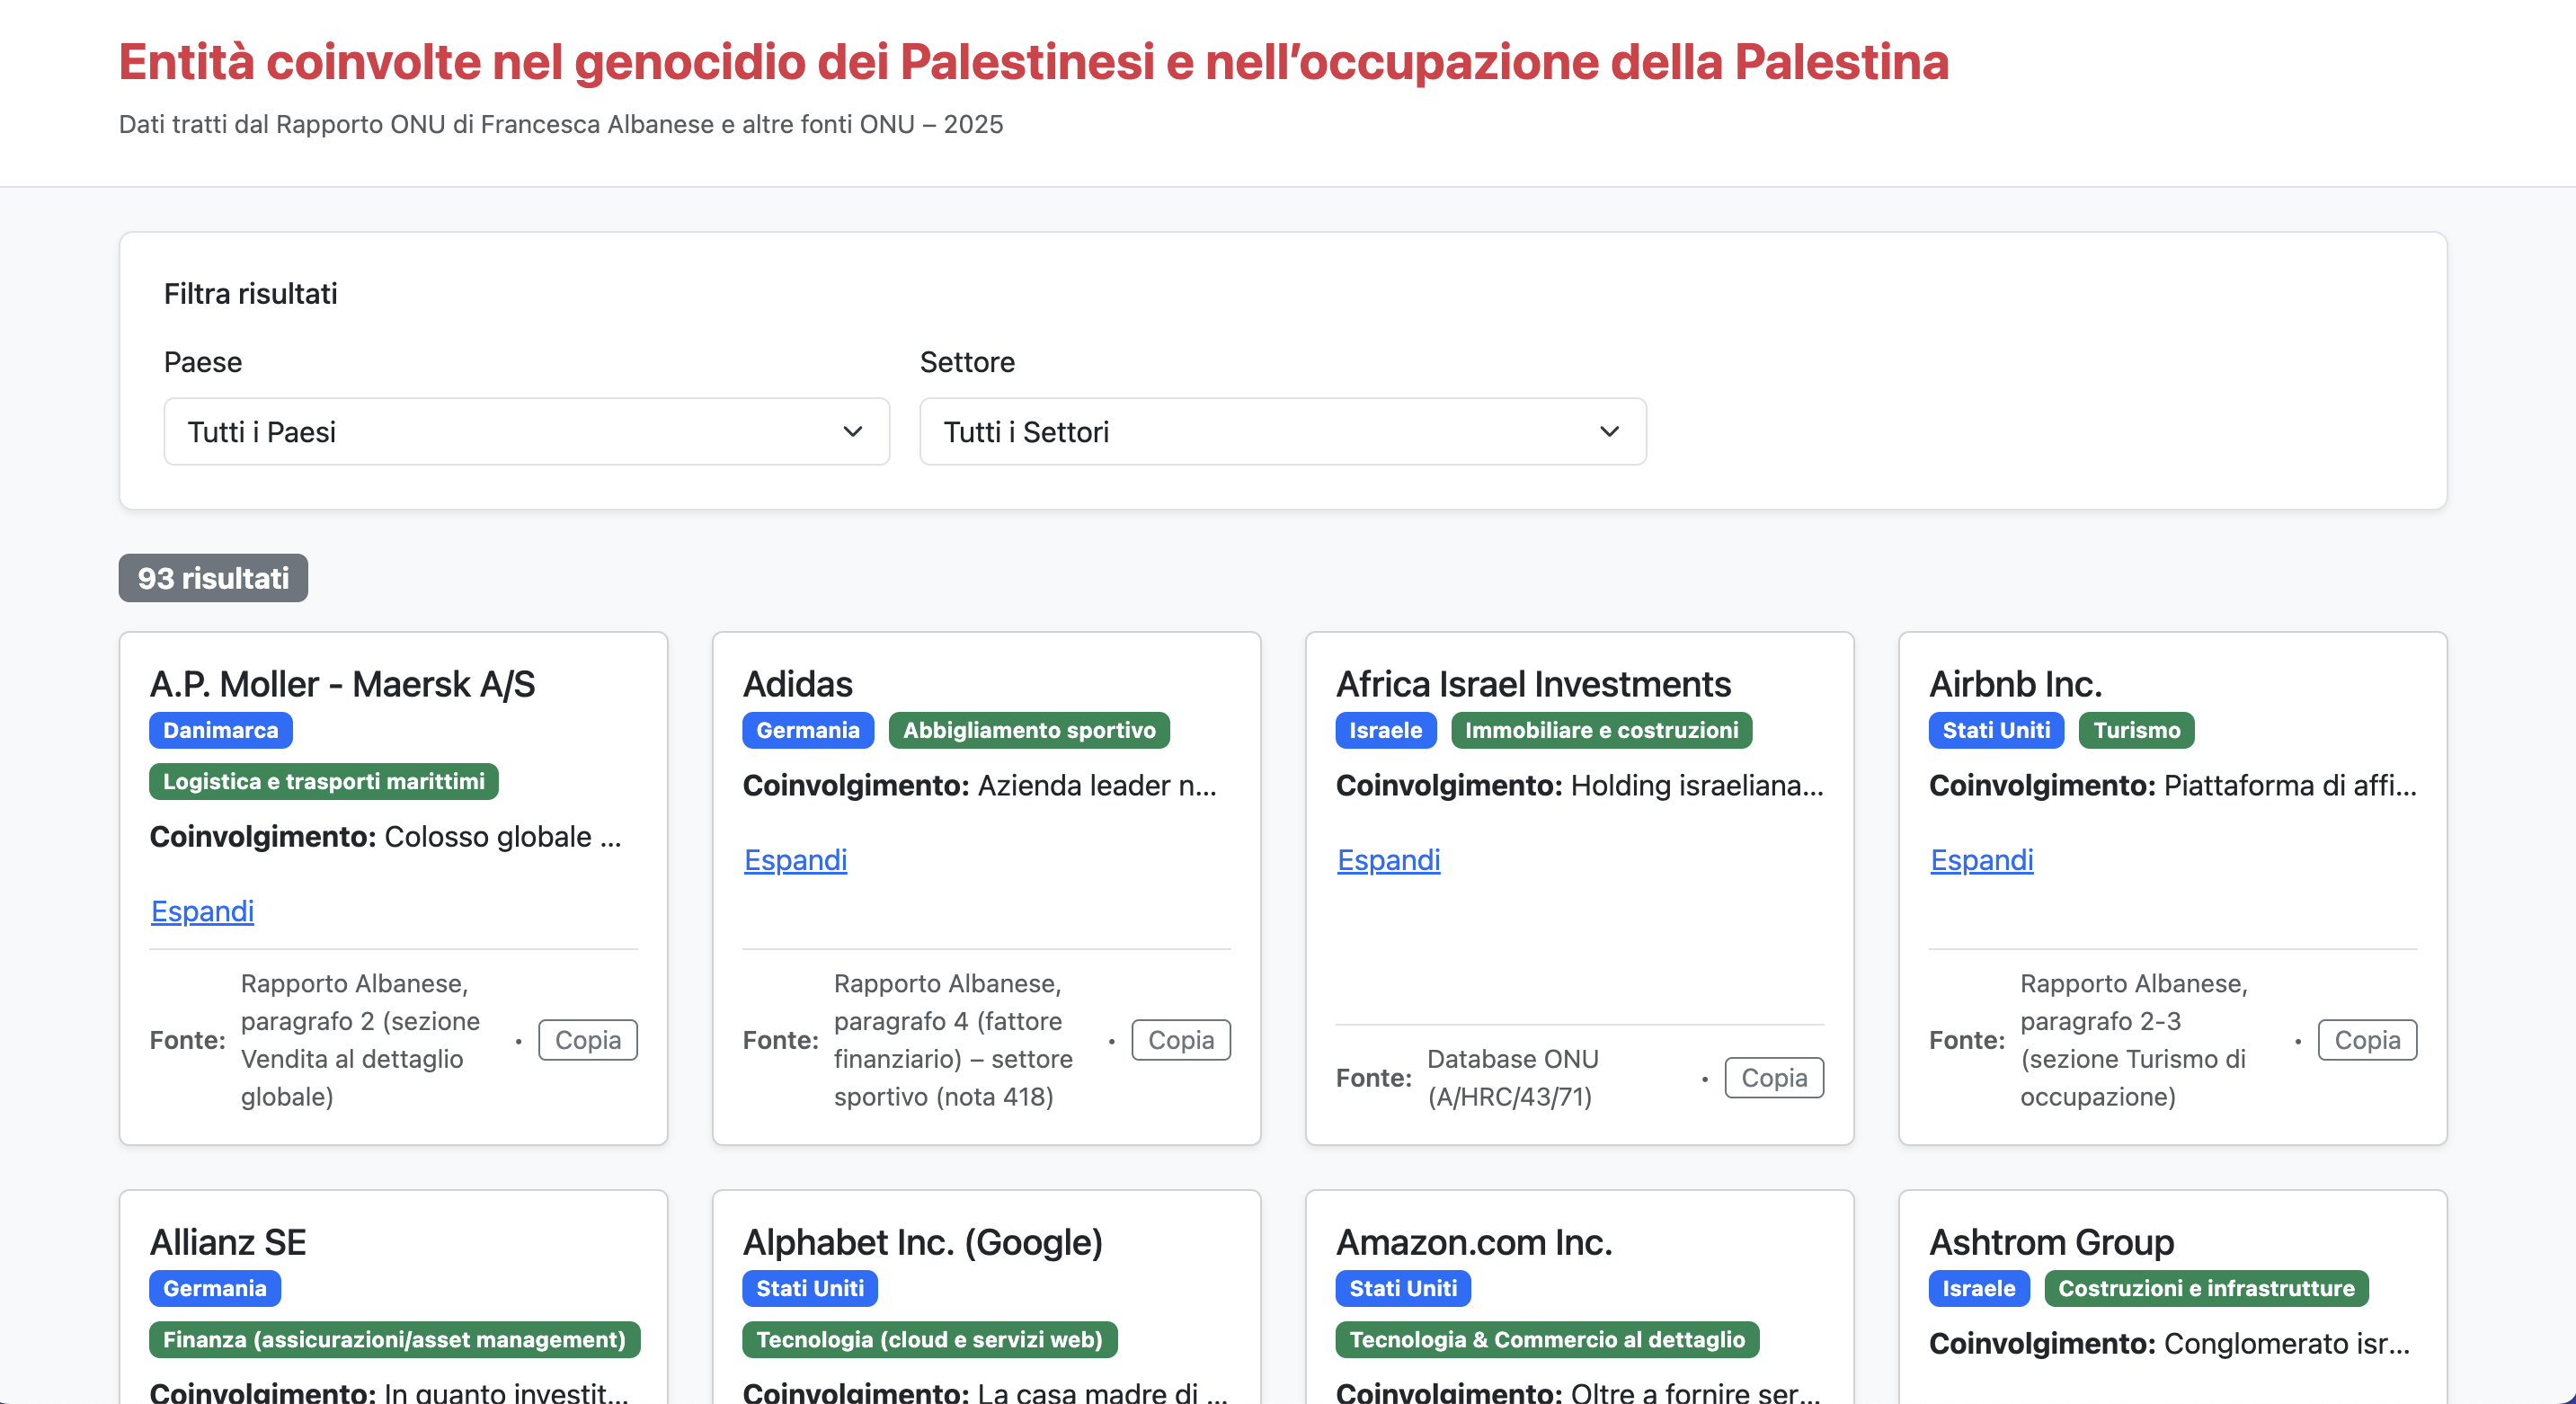 Entità coinvolte nel genocidio dei Palestinesi e nell’occupazione della Palestina
Dati tratti dal Rapporto ONU di Francesca Albanese e altre fonti ONU – 2025
Filtra risultati
Paese
Tutti i Paesi
Settore
Tutti i Settori
93 risultati
A.P. Moller - Maersk A/S
Danimarca
Logistica e trasporti marittimi
Coinvolgimento: Colosso globale ...
Espandi
Fonte:
Rapporto Albanese,
paragrafo 2 (sezione
Vendita al dettaglio
globale)
• Copia
Adidas
Germania Abbigliamento sportivo
Coinvolgimento: Azienda leader n...
Espandi
Fonte:
Rapporto Albanese,
paragrafo 4 (fattore
finanziario) – settore
sportivo (nota 418)
• Copia
Africa Israel Investments
Israele Immobiliare e costruzioni
Coinvolgimento: Holding israeliana...
Espandi
Fonte:
Database ONU
(A/HRC/43/71)
• Copia
Airbnb Inc.
Stati Uniti Turismo
Coinvolgimento: Piattaforma di affi...
Espandi
Fonte:
Rapporto Albanese,
paragrafo 2-3
(sezione Turismo di
occupazione)
• Copia
Allianz SE
Germania
Finanza (assicurazioni/asset management)
Coinvolgimento: In quanto investit...
Alphabet Inc. (Google)
Stati Uniti
Tecnologia (cloud e servizi web)
Coinvolgimento: La casa madre di ...
Amazon.com Inc.
Stati Uniti
Tecnologia & Commercio al dettaglio
Coinvolgimento: Oltre a fornire ser...
Ashtrom Group
Israele Costruzioni e infrastrutture
Coinvolgimento: Conglomerato isr...